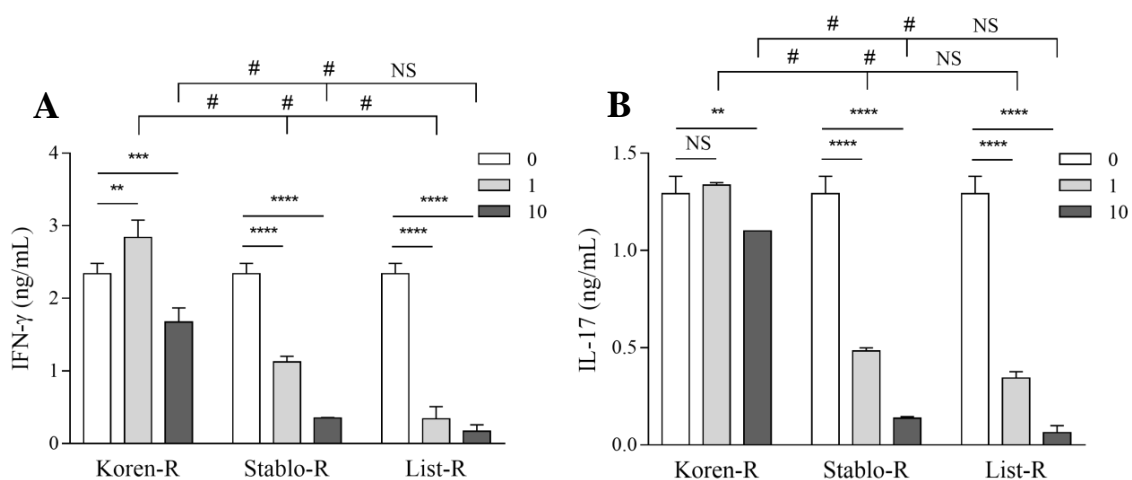 # # NS
# # #
A
4
3
2
1
0
IFN-γ (ng/mL)
*** 
**
****
****
****
****
0
1
10
Koren-R Stablo-R List-R
# # NS
# # NS
B
1.5
1.0
0.5
0.0
IL-17 (ng/mL)
**
NS
****
****
****
****
0
1
10
Koren-R Stablo-R List-R